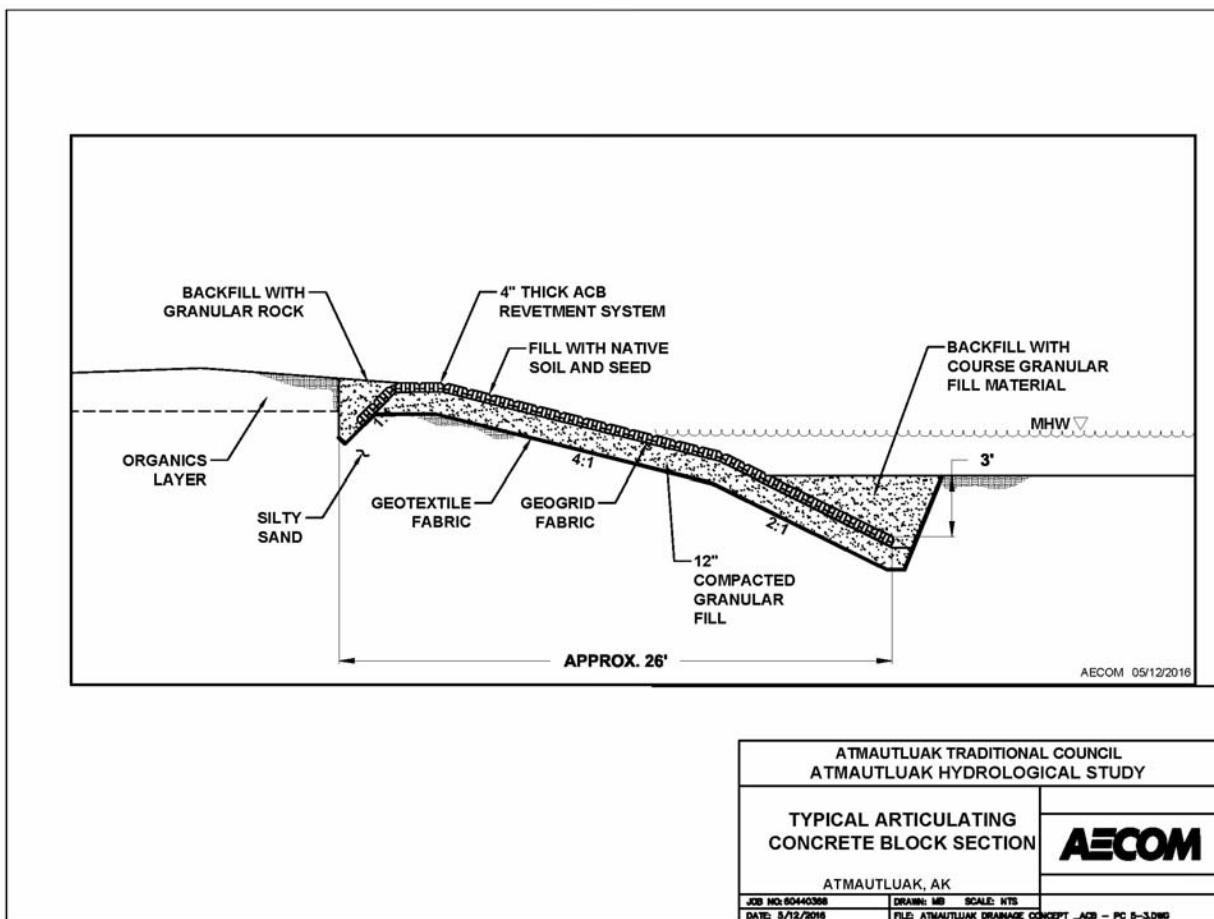 BACKFILL WITH
GRANULAR ROCK
4" THICK ACB
REVETMENT SYSTEM
FILL WITH NATIVE
SOIL AND SEED
BACKFILL WITH
COURSE GRANULAR
FILL MATERIAL
MHW
3'
ORGANICS
LAYER
SILTY
SAND
GEOTEXTILE
FABRIC
4:1
GEOGRID
FABRIC
2:1
12"
COMPACTED
GRANULAR
FILL
APPROX. 26'
AECOM 05/12/2016
ATMAUTLUAK TRADITIONAL COUNCIL
ATMAUTLUAK HYDROLOGICAL STUDY
TYPICAL ARTICULATING
CONCRETE BLOCK SECTION
AECOM
ATMAUTLUAK, AK
JOB NO: 60440368
DRAWN: MB SCALE: NTS
DATE: 5/12/2016
FILE: ATMAUTLUAK DRAINAGE CONCEPT _ACB - PC 5-3.DWG